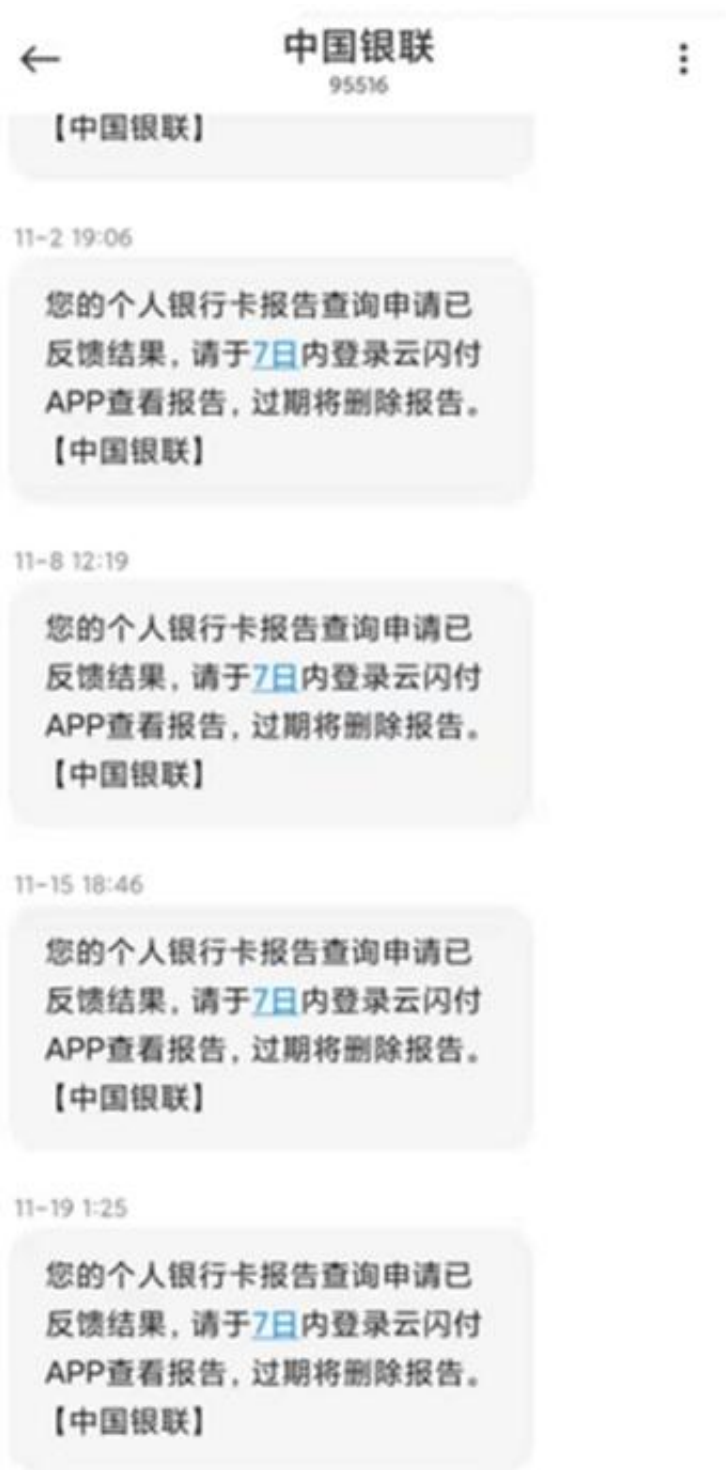 中国银联
95516
【中国银联】
11-2 19:06
您的个人银行卡报告查询申请已
反馈结果，请于7日内登录云闪付
APP查看报告，过期将删除报告。
【中国银联】
11-8 12:19
您的个人银行卡报告查询申请已
反馈结果，请于7日内登录云闪付
APP查看报告，过期将删除报告。
【中国银联】
11-15 18:46
您的个人银行卡报告查询申请已
反馈结果，请于7日内登录云闪付
APP查看报告，过期将删除报告。
【中国银联】
11-19 1:25
您的个人银行卡报告查询申请已
反馈结果，请于7日内登录云闪付
APP查看报告，过期将删除报告。
【中国银联】